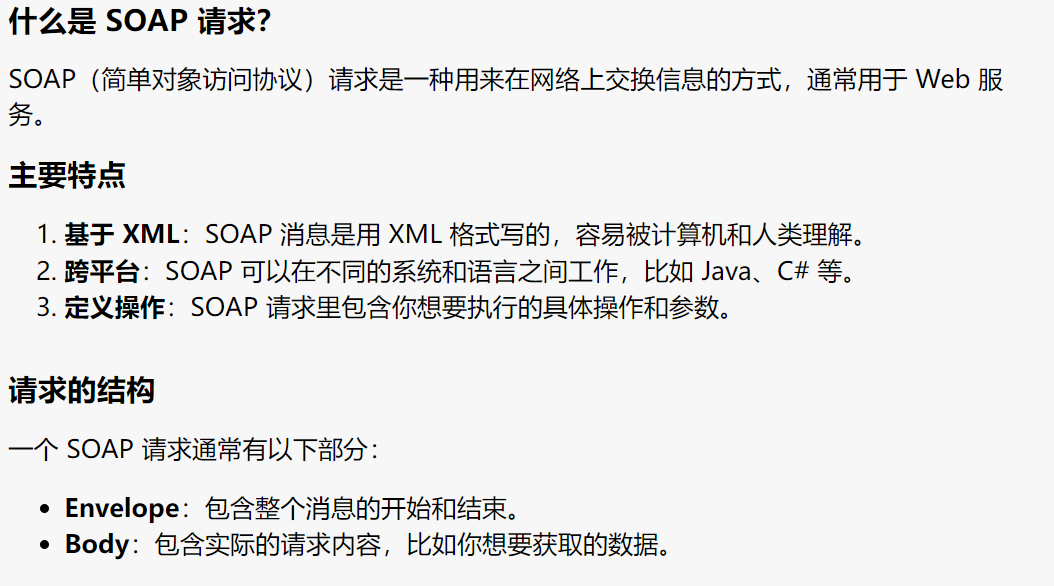 什么是 SOAP 请求？
SOAP（简单对象访问协议）请求是一种用来在网络上交换信息的方式，通常用于 Web 服
务。
主要特点
1. 基于 XML：SOAP 消息是用 XML 格式写的，容易被计算机和人类理解。
2. 跨平台：SOAP 可以在不同的系统和语言之间工作，比如 Java、C# 等。
3. 定义操作：SOAP 请求里包含你想要执行的具体操作和参数。
请求的结构
一个 SOAP 请求通常有以下部分：
• Envelope：包含整个消息的开始和结束。
• Body：包含实际的请求内容，比如你想要获取的数据。